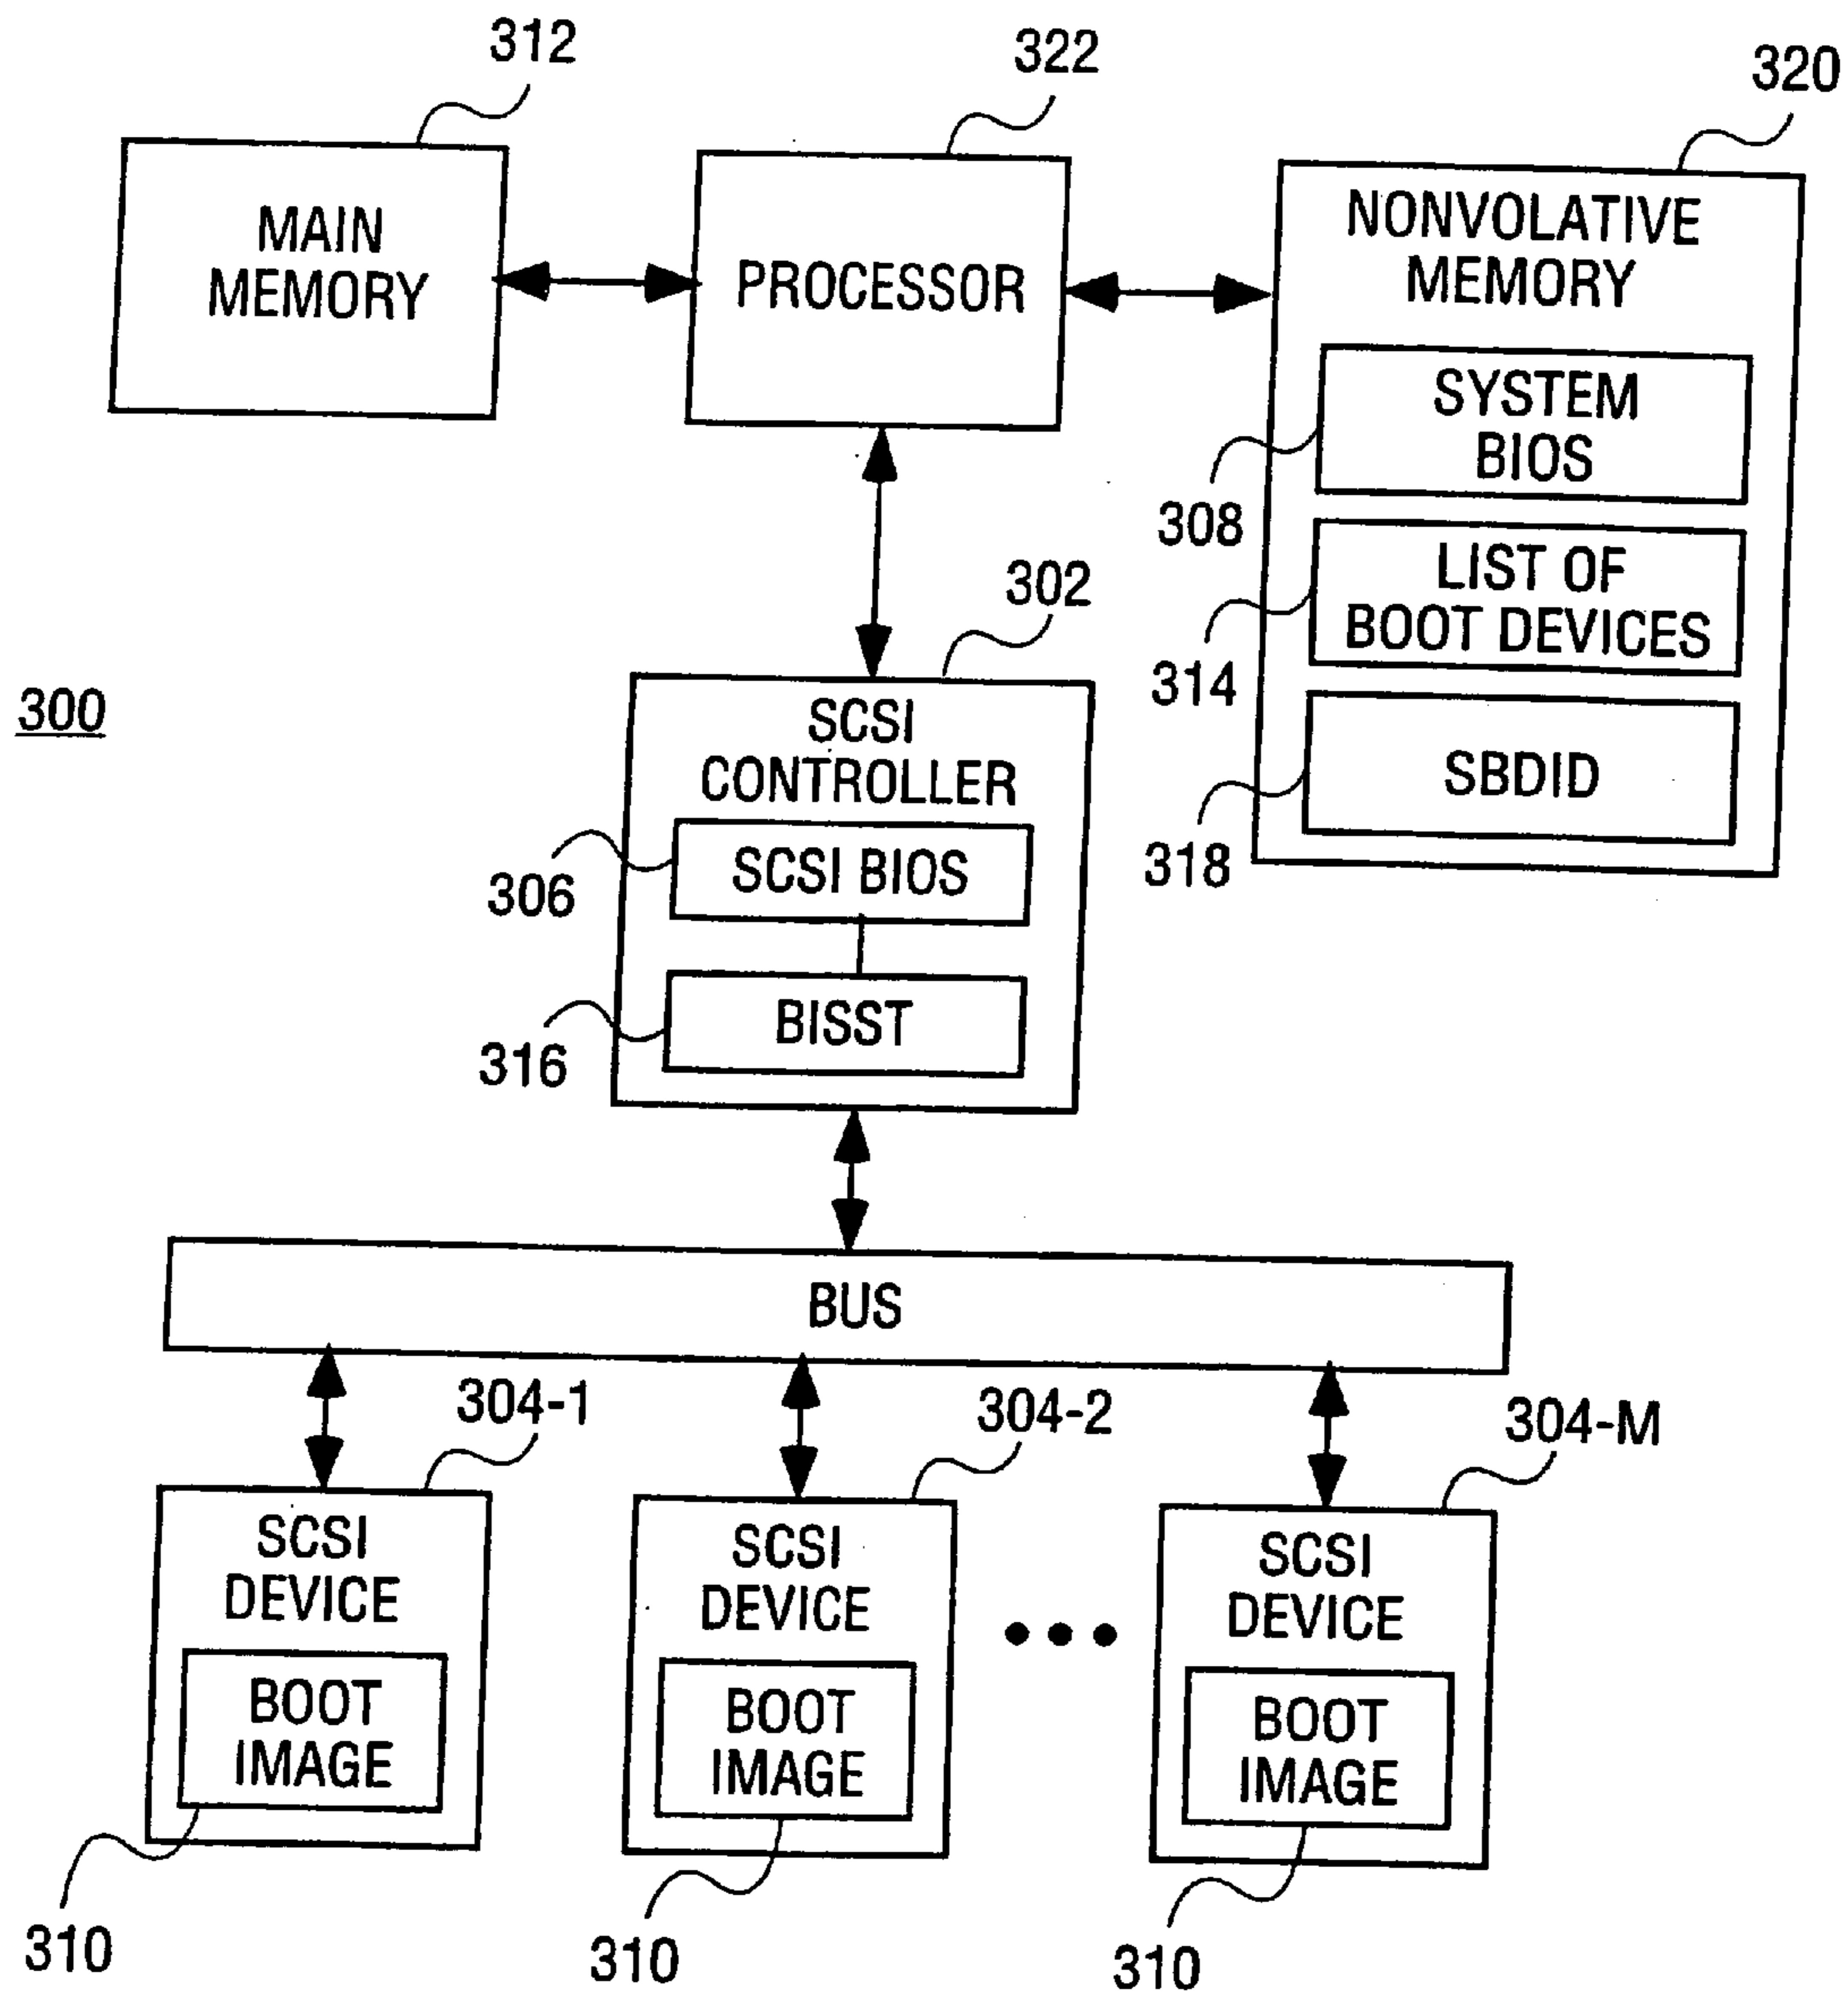 312
322
320
MAIN
MEMORY
PROCESSOR
NONVOLATIVE
MEMORY
SYSTEM
BIOS
308
LIST OF
BOOT DEVICES
314
SBDID
318
302
300
SCSI
CONTROLLER
SCSI BIOS
306
BISST
316
BUS
304-1
304-2
304-M
SCSI
DEVICE
BOOT
IMAGE
310
SCSI
DEVICE
BOOT
IMAGE
310
SCSI
DEVICE
BOOT
IMAGE
310